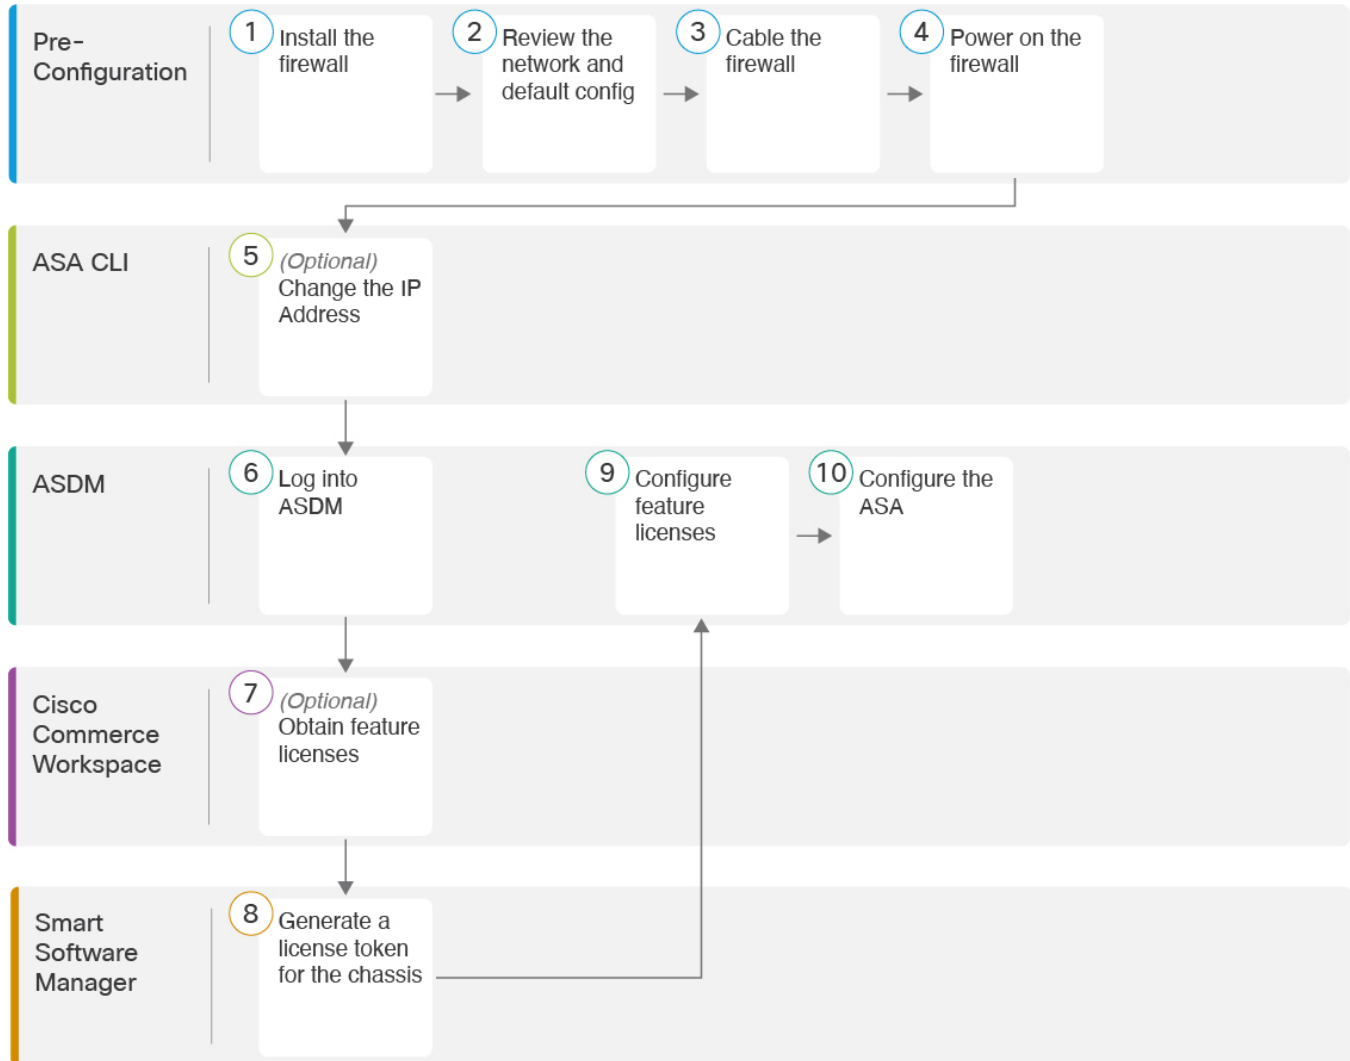 Pre-
Configuration
1
Install the
firewall
2
Review the
network and
default config
3
Cable the
firewall
4
Power on the
firewall
ASA CLI
5
(Optional)
Change the IP
Address
ASDM
6
Log into
ASDM
9
Configure
feature
licenses
10
Configure the
ASA
Cisco
Commerce
Workspace
7
(Optional)
Obtain feature
licenses
Smart
Software
Manager
8
Generate a
license token
for the chassis